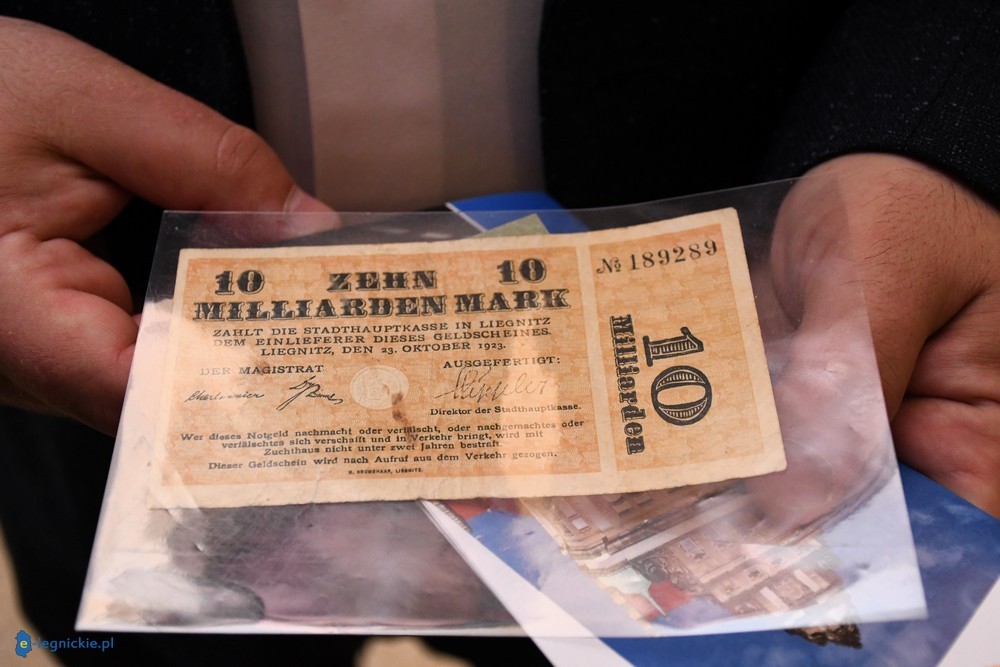 10 ZEHN 10
MILLIARDEN MARK
ZAHLT DIE STADTHAUPTKASSE IN LIEGNITZ
DEM EINLIEFERER DIESES GELDSCHEINES.
LIEGNITZ, DEN 23. OKTOBER 1923.
DER MAGISTRAT
AUSGEFERTIGT:
Direktor der Stadthauptkasse.
Wer dieses Notgeld nachmacht oder verfälscht, oder nachgemachtes oder
verfälschtes sich verschafft und in Verkehr bringt, wird mit
Zuchthaus nicht unter zwei Jahren bestraft.
Dieser Geldschein wird nach Aufruf aus dem Verkehr gezogen.
LIEGNITZ.
№ 189289
10
Milliarden
e-legnickie.pl